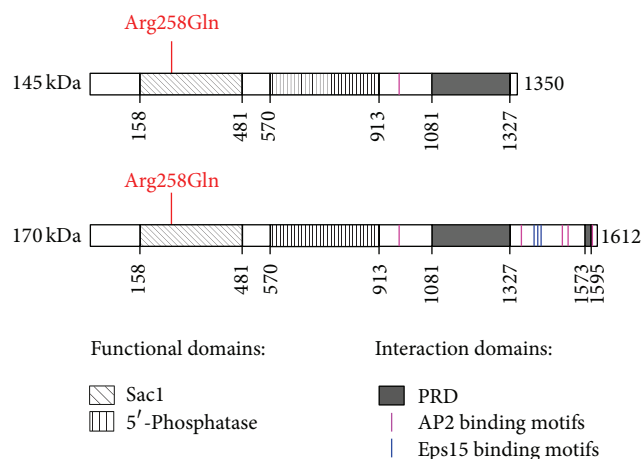 Arg258Gln
145 kDa
1350
158
481
570
913
1081
1327
Arg258Gln
170 kDa
1612
158
481
570
913
1081
1327
1573
1595
Functional domains:
Interaction domains:
Sac1
PRD
5′-Phosphatase
AP2 binding motifs
Eps15 binding motifs